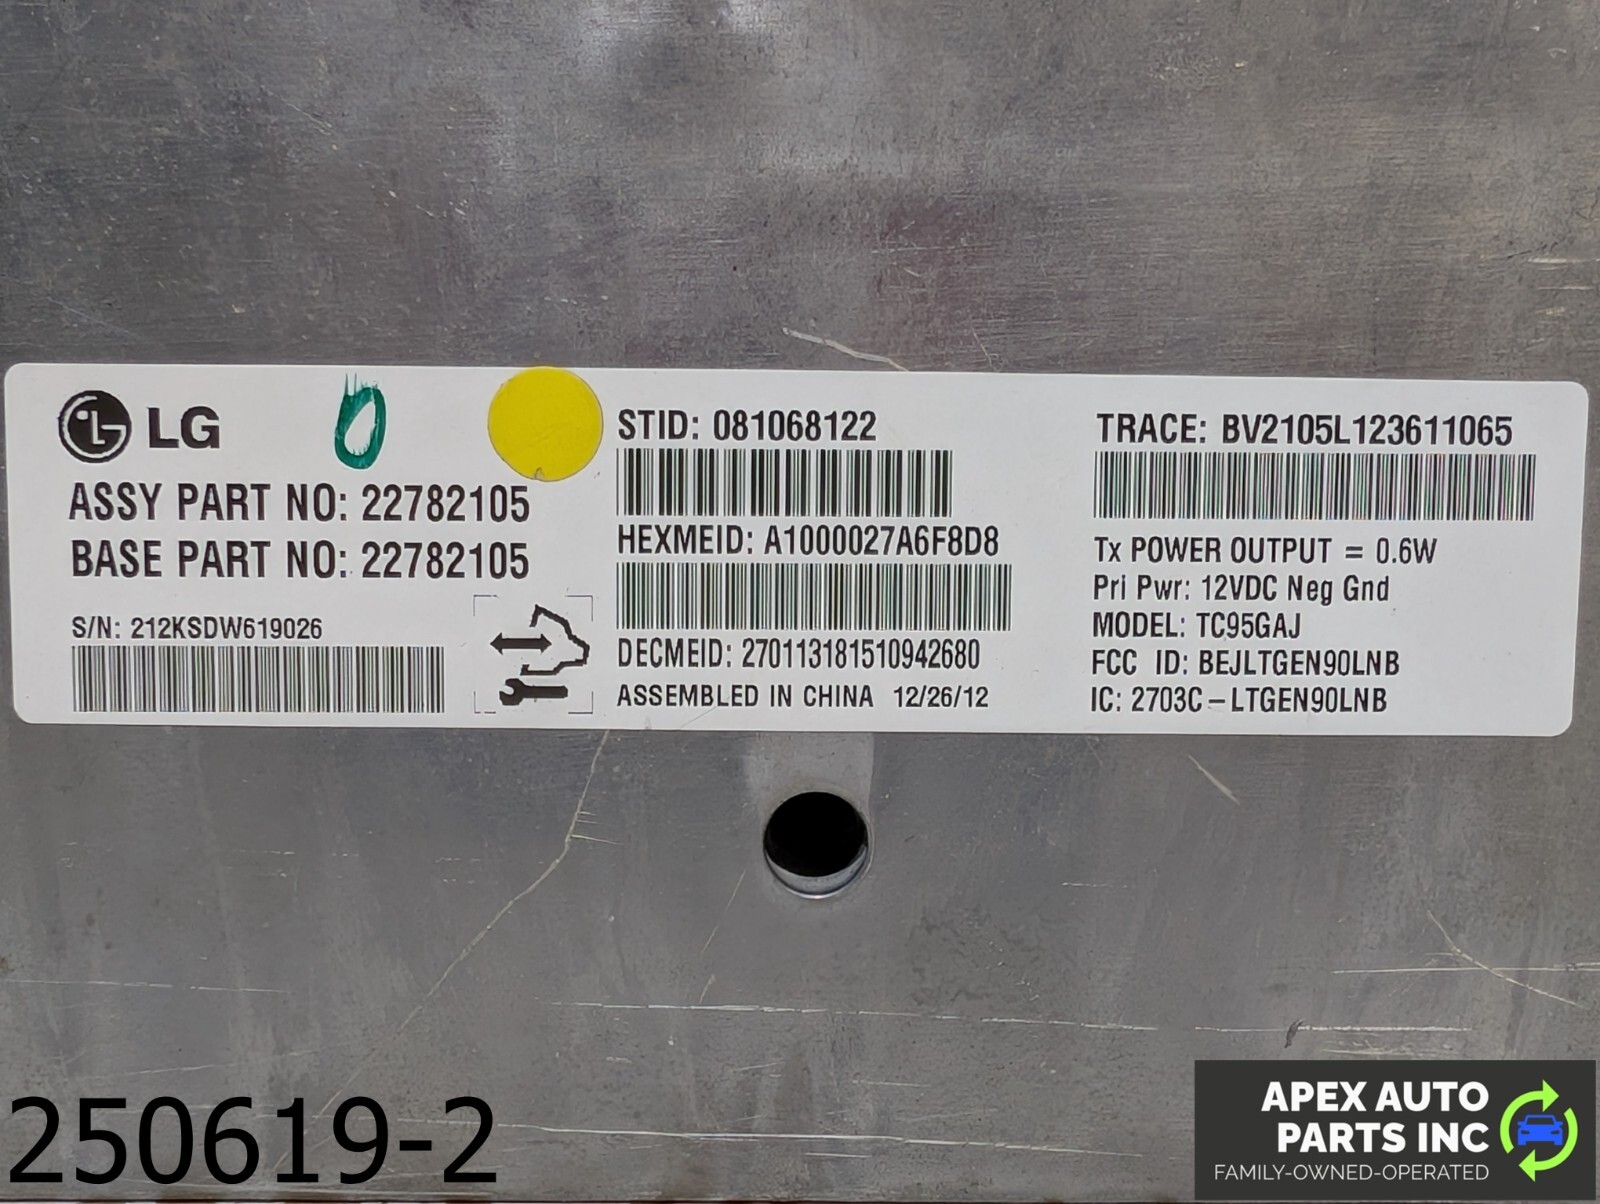 LG
0
ASSY PART NO: 22782105
BASE PART NO: 22782105
S/N: 212KSDW619026
STID: 081068122
HEXMEID: A1000027A6F8D8
DECMEID: 270113181510942680
ASSEMBLED IN CHINA 12/26/12
TRACE: BV2105L123611065
Tx POWER OUTPUT = 0.6W
Pri Pwr: 12VDC Neg Gnd
MODEL: TC95GAJ
FCC ID: BEJLTGEN90LNB
IC: 2703C-LTGEN90LNB
250619-2
APEX AUTO
PARTS INC
FAMILY-OWNED-OPERATED